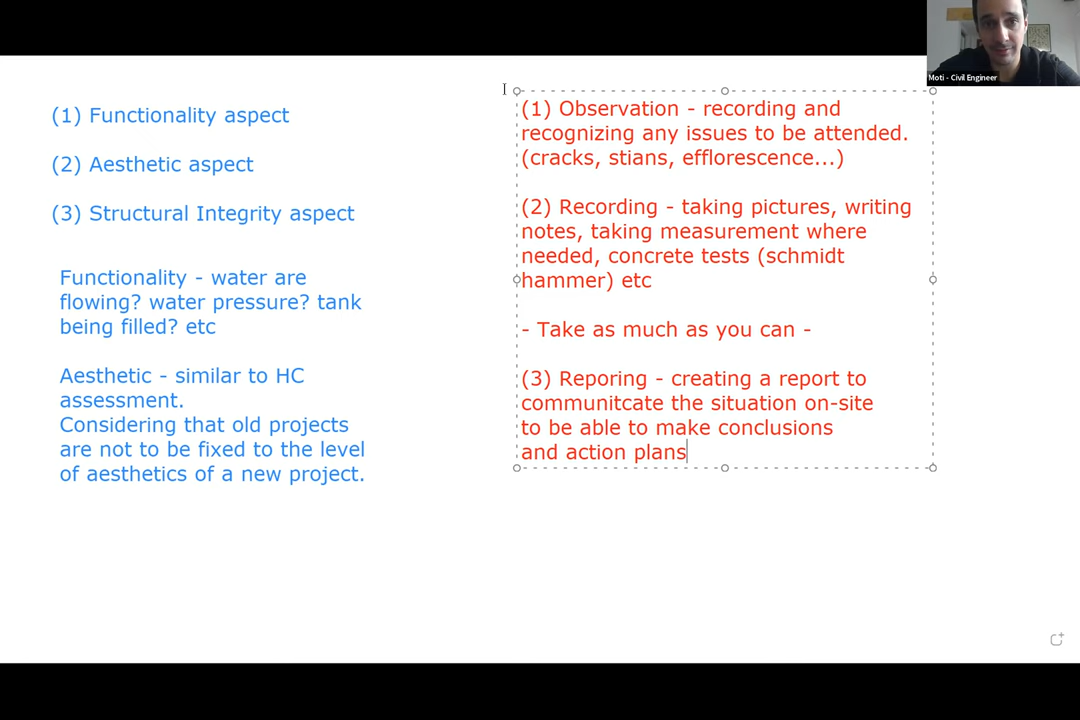 Moti - Civil Engineer
(1) Functionality aspect
(2) Aesthetic aspect
(3) Structural Integrity aspect
Functionality - water are
flowing? water pressure? tank
being filled? etc
Aesthetic - similar to HC
assessment.
Considering that old projects
are not to be fixed to the level
of aesthetics of a new project.
(1) Observation - recording and
recognizing any issues to be attended.
(cracks, stians, efflorescence...)
(2) Recording - taking pictures, writing
notes, taking measurement where
needed, concrete tests (schmidt
hammer) etc
- Take as much as you can -
(3) Reporing - creating a report to
communitcate the situation on-site
to be able to make conclusions
and action plans